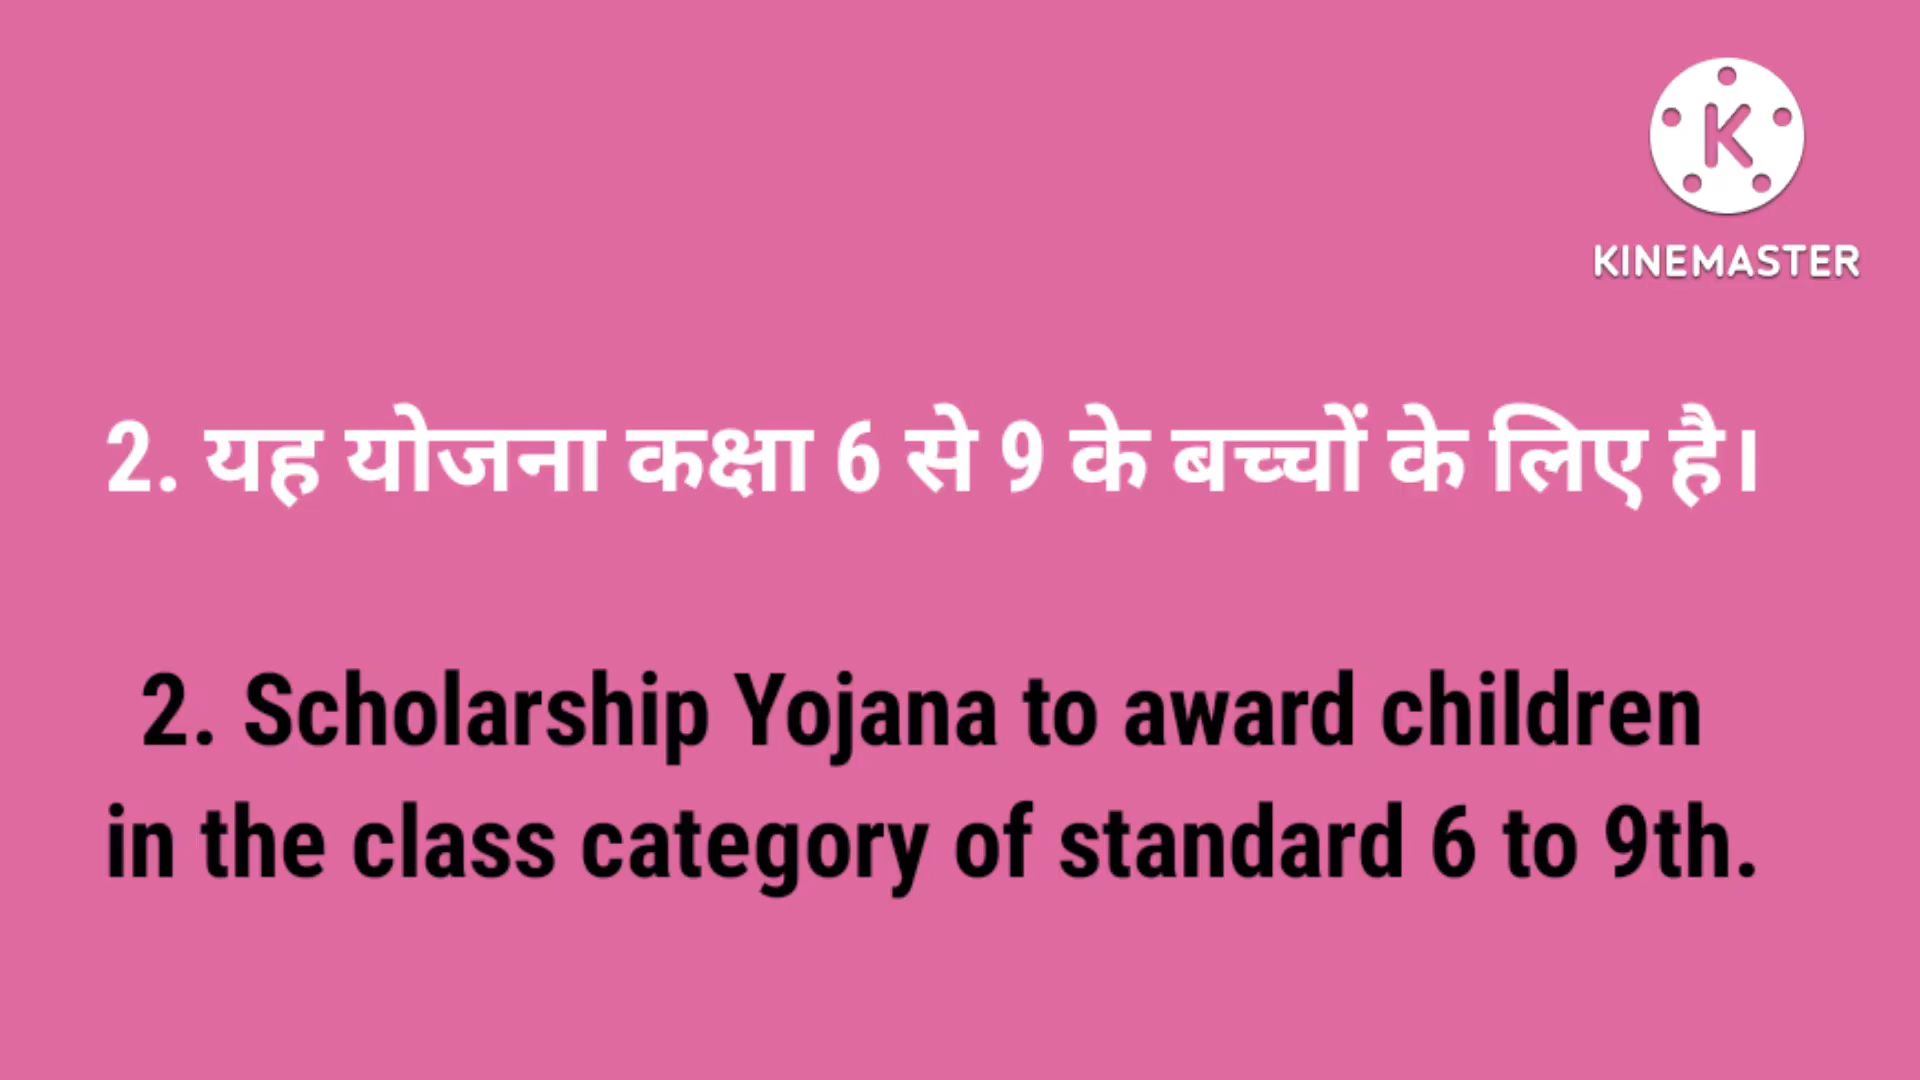 KINEMASTER
2. यह योजना कक्षा 6 से 9 के बच्चों के लिए है।
2. Scholarship Yojana to award children
in the class category of standard 6 to 9th.